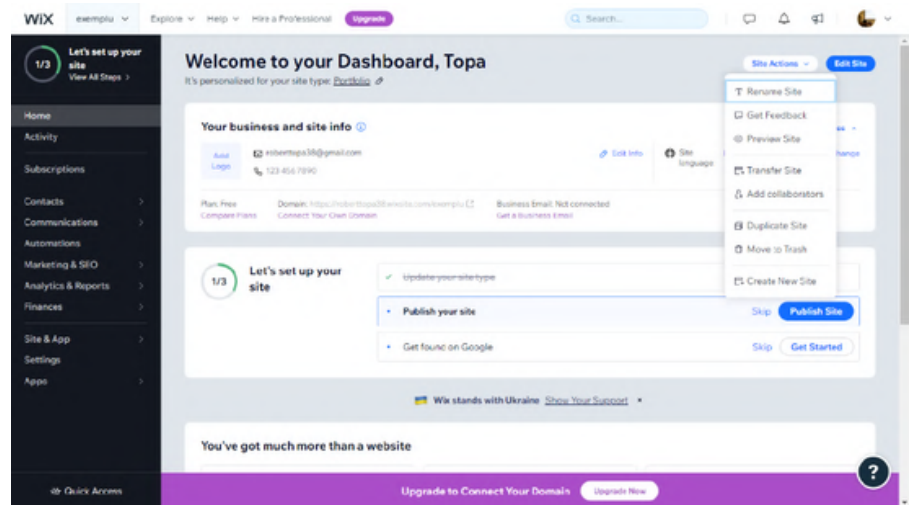 WiX
exemplu
Explore
Help
Hire a Professional
Upgrade
Search...
1/3
Let's set up your
site
View All Steps >
Home
Activity
Subscriptions
Contacts
Communications
Automations
Marketing & SEO
Analytics & Reports
Finances
Site & App
Settings
Apps
Quick Access
Welcome to your Dashboard, Topa
It's personalized for your site type: Portfolio
Site Actions
Edit Site
Rename Site
Get Feedback
Preview Site
Transfer Site
Add collaborators
Duplicate Site
Move to Trash
Create New Site
Your business and site info
Add
Logo
123 456 7890
Edit Info
Site
language
Plan: Free
Compare Plans
Domain:
Connect Your Own Domain
Business Email: Not connected
Get a Business Email
1/3
Let's set up your
site
Update your site type
Publish your site
Skip
Publish Site
Get found on Google
Skip
Get Started
Wix stands with Ukraine Show Your Support
You've got much more than a website
Upgrade to Connect Your Domain
Upgrade Now
?